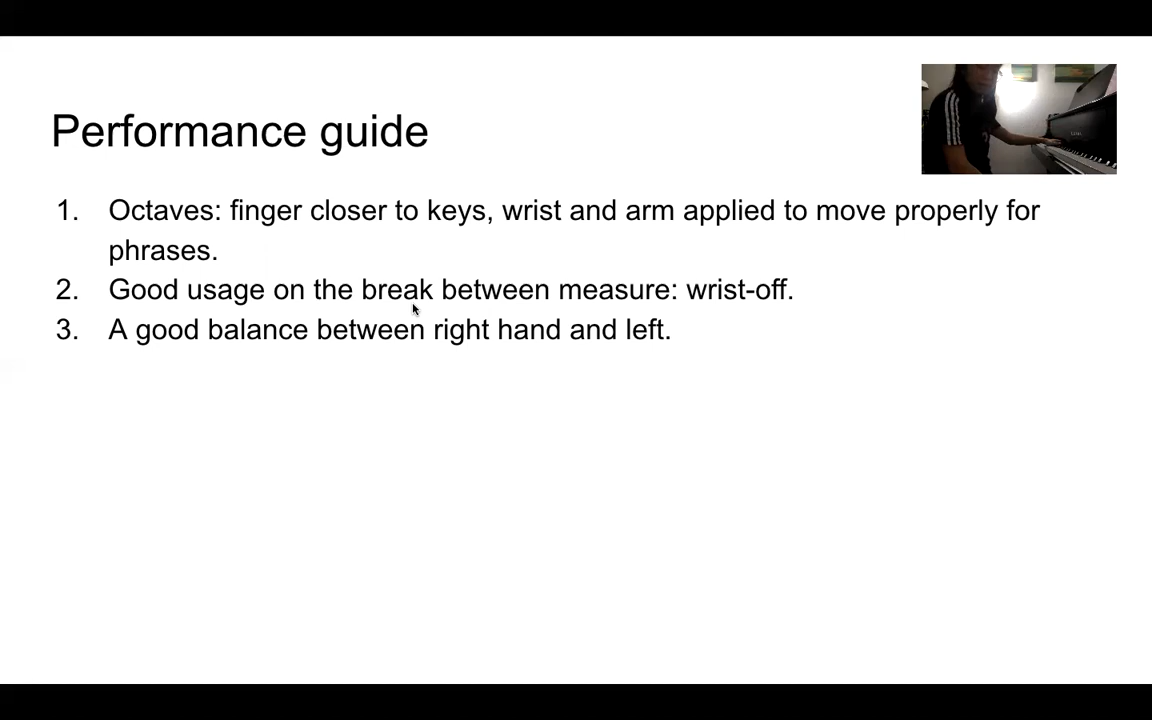 Performance guide
1. Octaves: finger closer to keys, wrist and arm applied to move properly for
phrases.
2. Good usage on the break between measure: wrist-off.
3. A good balance between right hand and left.